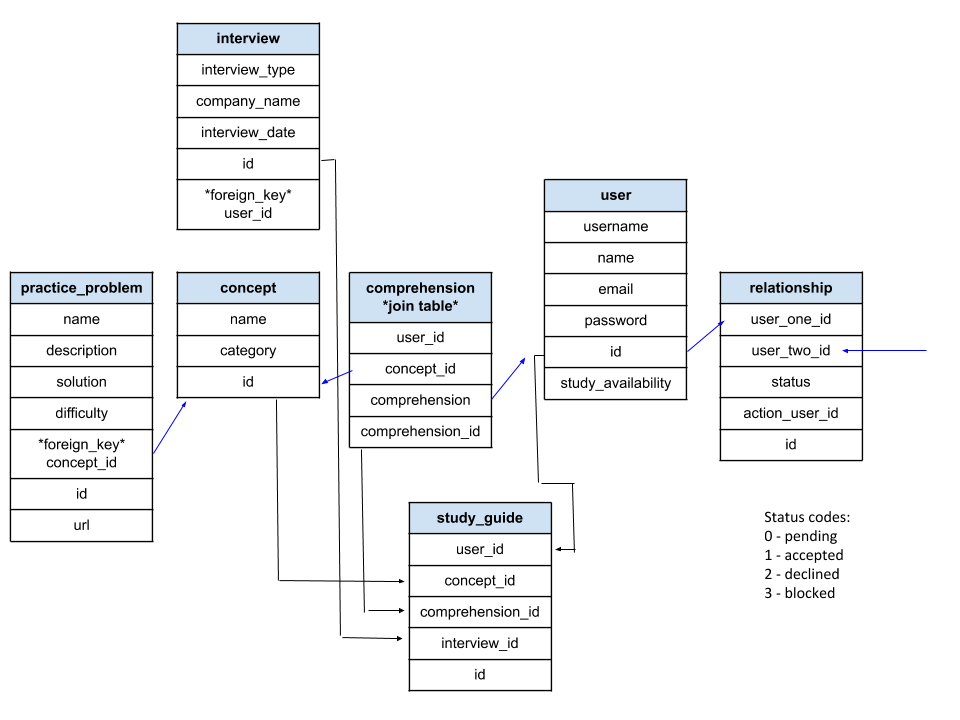 interview
interview_type
company_name
interview_date
id
*foreign_key*
user_id
user
username
name
email
password
id
study_availability
practice_problem
name
description
solution
difficulty
*foreign_key*
concept_id
id
url
concept
name
category
id
comprehension
*join table*
user_id
concept_id
comprehension
comprehension_id
relationship
user_one_id
user_two_id
status
action_user_id
id
study_guide
user_id
concept_id
comprehension_id
interview_id
id
Status codes:
0 - pending
1 - accepted
2 - declined
3 - blocked